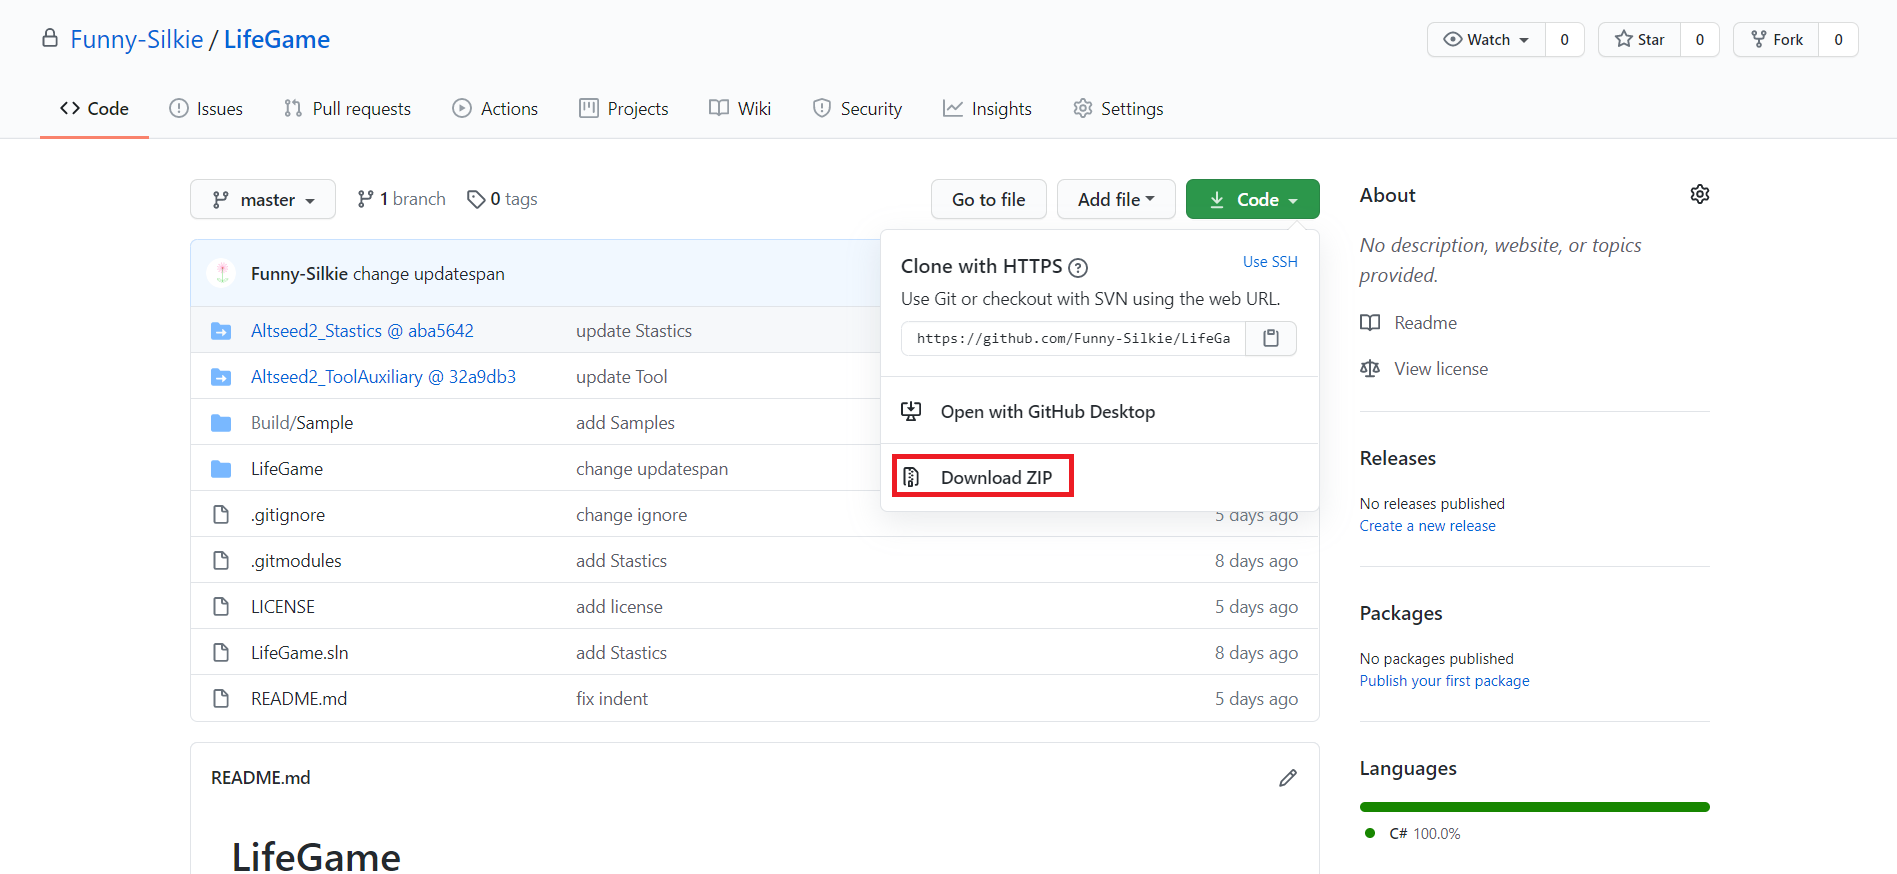 Funny-Silkie / LifeGame
Watch 0 Star 0 Fork 0
Code Issues Pull requests Actions Projects Wiki Security Insights Settings
master 1 branch 0 tags Go to file Add file Code
Funny-Silkie change updatespan
Clone with HTTPS ?
Use SSH
Use Git or checkout with SVN using the web URL.
https://github.com/Funny-Silkie/LifeGa
Open with GitHub Desktop
Download ZIP
Altseed2_Stastics @ aba5642 update Stastics
Altseed2_ToolAuxiliary @ 32a9db3 update Tool
Build/Sample add Samples
LifeGame change updatespan
.gitignore change ignore 5 days ago
.gitmodules add Stastics 8 days ago
LICENSE add license 5 days ago
LifeGame.sln add Stastics 8 days ago
README.md fix indent 5 days ago
README.md
LifeGame
About
No description, website, or topics
provided.
Readme
View license
Releases
No releases published
Create a new release
Packages
No packages published
Publish your first package
Languages
C# 100.0%